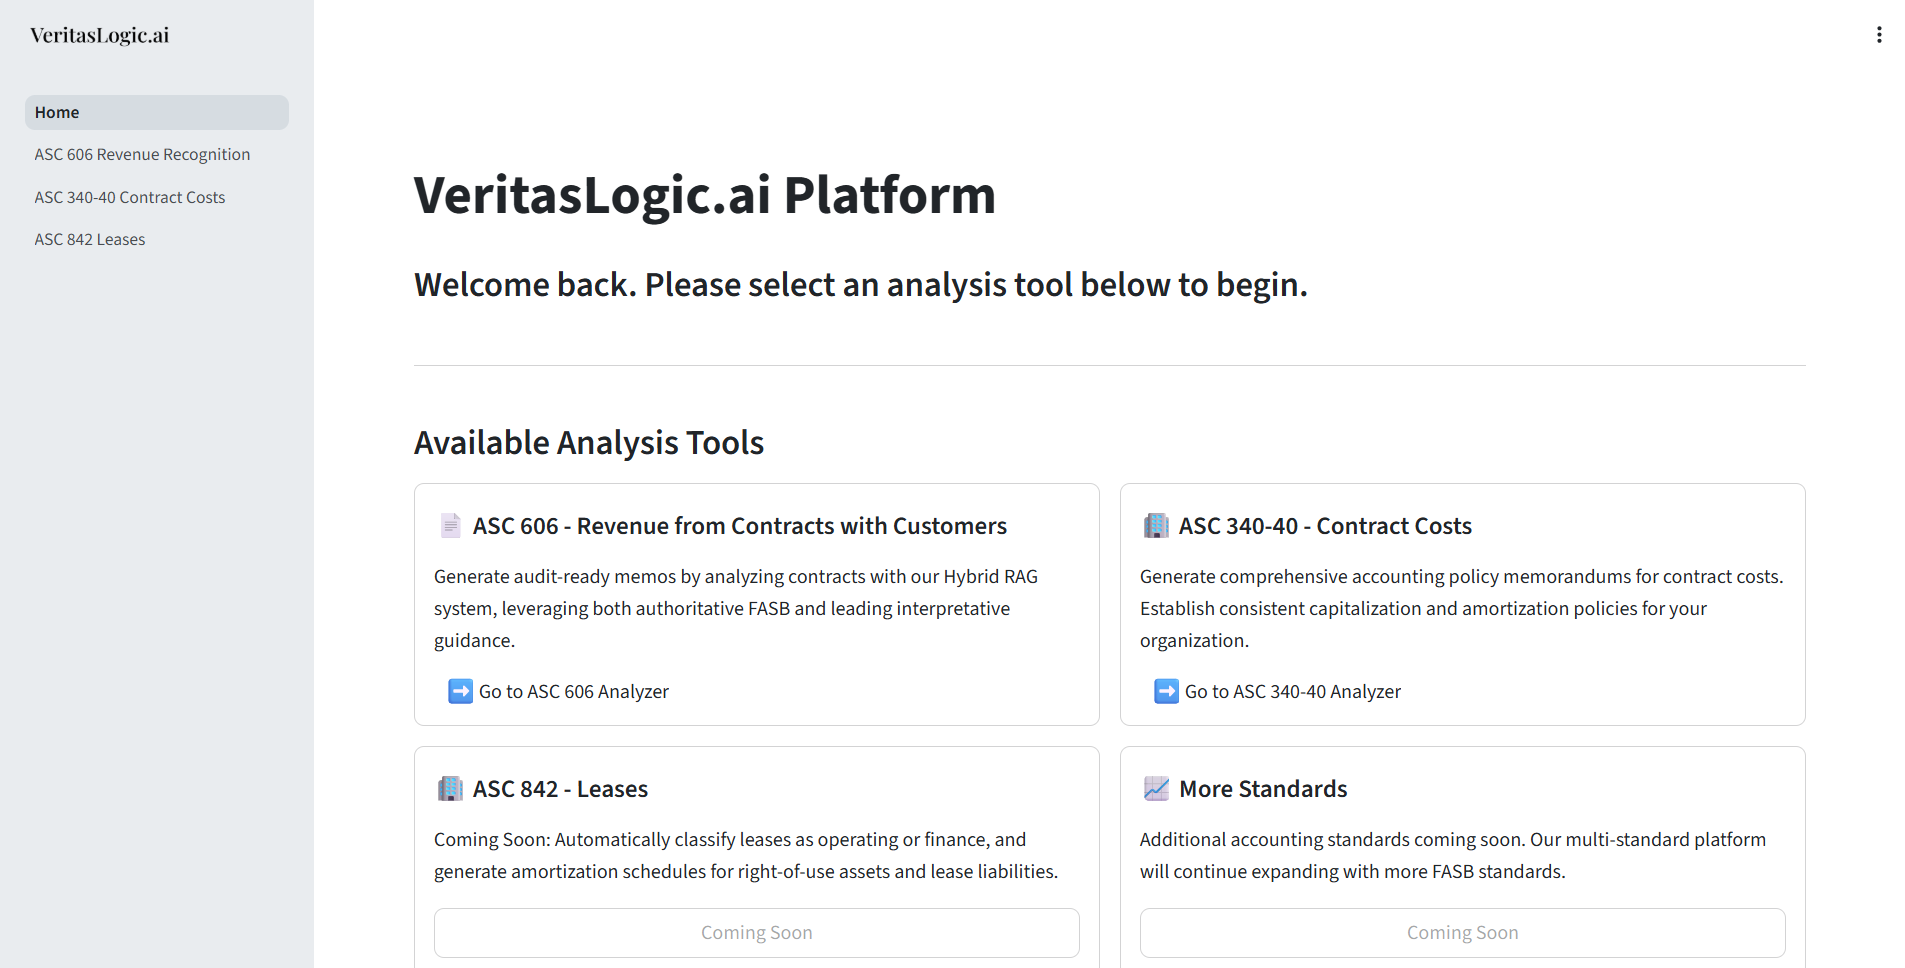 VeritasLogic.ai
Home
ASC 606 Revenue Recognition
ASC 340-40 Contract Costs
ASC 842 Leases
VeritasLogic.ai Platform
Welcome back. Please select an analysis tool below to begin.
Available Analysis Tools
ASC 606 - Revenue from Contracts with Customers
Generate audit-ready memos by analyzing contracts with our Hybrid RAG
system, leveraging both authoritative FASB and leading interpretative
guidance.
Go to ASC 606 Analyzer
ASC 340-40 - Contract Costs
Generate comprehensive accounting policy memorandums for contract costs.
Establish consistent capitalization and amortization policies for your
organization.
Go to ASC 340-40 Analyzer
ASC 842 - Leases
Coming Soon: Automatically classify leases as operating or finance, and
generate amortization schedules for right-of-use assets and lease liabilities.
Coming Soon
More Standards
Additional accounting standards coming soon. Our multi-standard platform
will continue expanding with more FASB standards.
Coming Soon